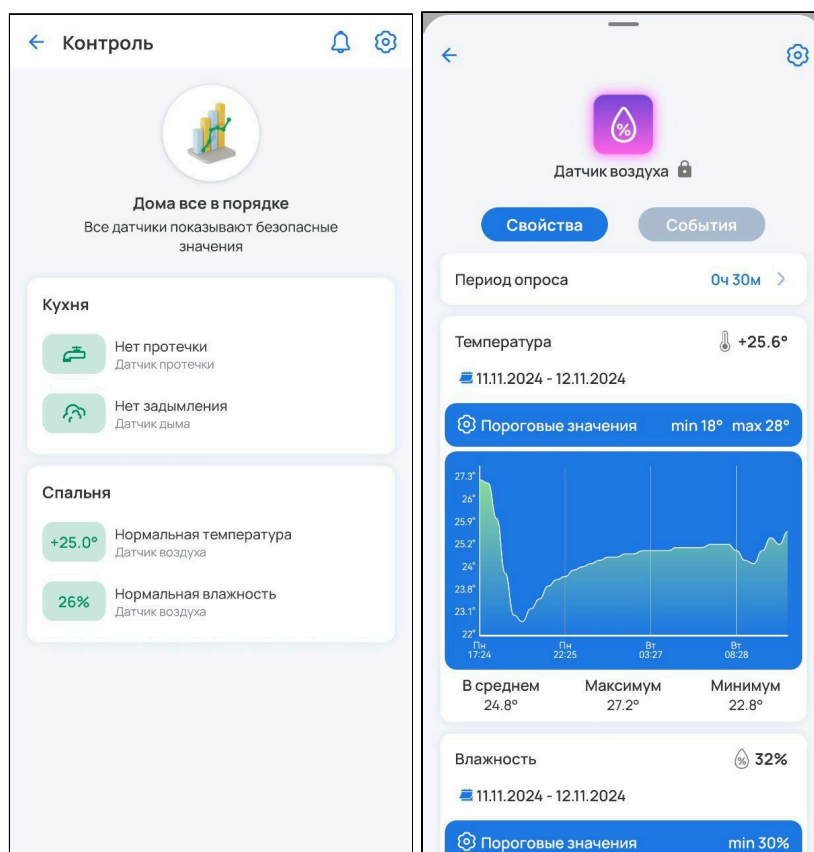 Контроль
Дома все в порядке
Все датчики показывают безопасные
значения
Кухня
Нет протечки
Датчик протечки
Нет задымления
Датчик дыма
Спальня
+25.0°
Нормальная температура
Датчик воздуха
26%
Нормальная влажность
Датчик воздуха
%
Датчик воздуха
Свойства
События
Период опроса
0ч 30м
Температура
+25.6°
11.11.2024 - 12.11.2024
Пороговые значения min 18° max 28°
27.3°
26°
25.9°
25.2°
24°
23.8°
23.1°
22°
Пн Пн Вт Вт
17:24 22:25 03:27 08:28
В среднем Максимум Минимум
24.8° 27.2° 22.8°
Влажность
% 32%
11.11.2024 - 12.11.2024
Пороговые значения min 30%